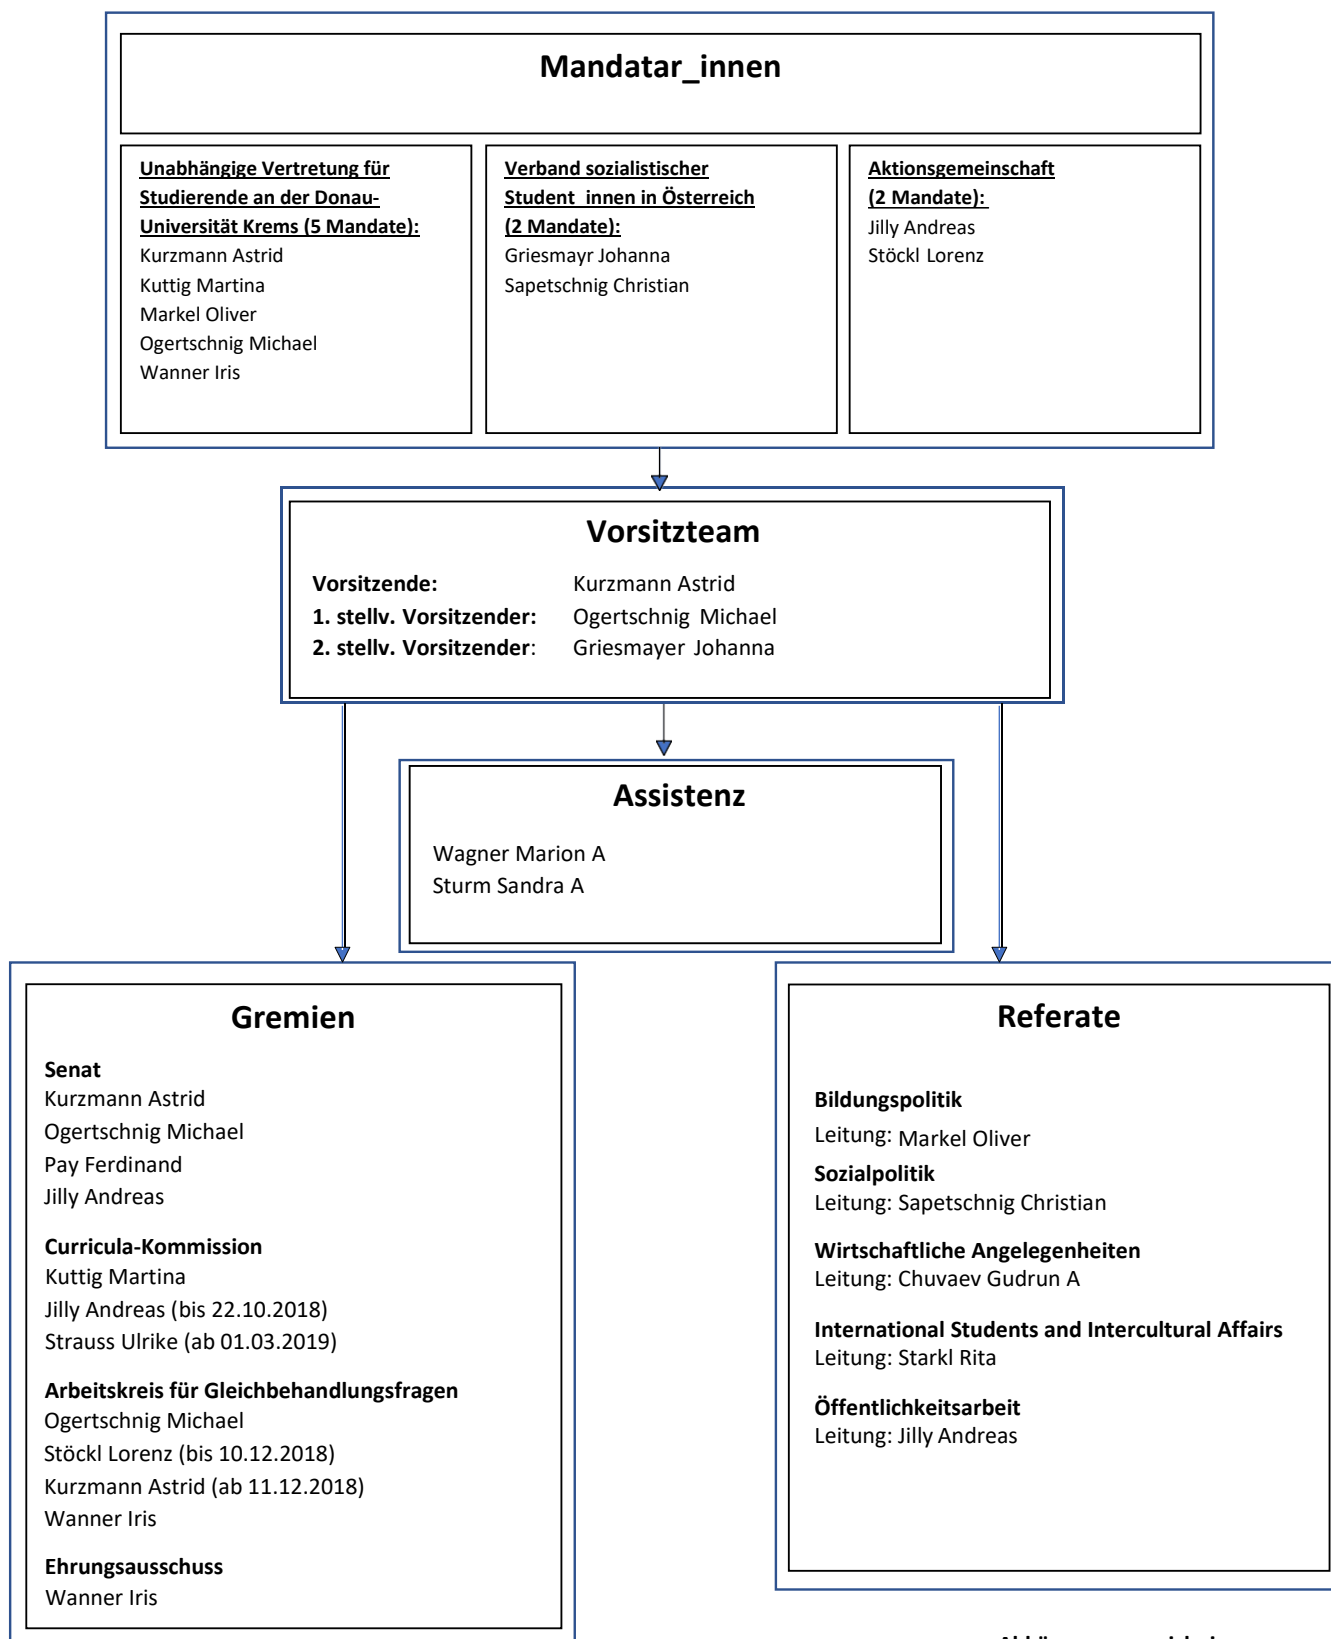 Mandatar_innen
Unabhängige Vertretung für
Studierende an der Donau-
Universität Krems (5 Mandate):
Kurzmann Astrid
Kuttig Martina
Markel Oliver
Ogertschnig Michael
Wanner Iris
Verband sozialistischer
Student_innen in Österreich
(2 Mandate):
Griesmayr Johanna
Sapetschnig Christian
Aktionsgemeinschaft
(2 Mandate):
Jilly Andreas
Stöckl Lorenz
Vorsitzteam
Vorsitzende: Kurzmann Astrid
1. stellv. Vorsitzender: Ogertschnig Michael
2. stellv. Vorsitzender: Griesmayer Johanna
Assistenz
Wagner Marion A
Sturm Sandra A
Gremien
Senat
Kurzmann Astrid
Ogertschnig Michael
Pay Ferdinand
Jilly Andreas
Curricula-Kommission
Kuttig Martina
Jilly Andreas (bis 22.10.2018)
Strauss Ulrike (ab 01.03.2019)
Arbeitskreis für Gleichbehandlungsfragen
Ogertschnig Michael
Stöckl Lorenz (bis 10.12.2018)
Kurzmann Astrid (ab 11.12.2018)
Wanner Iris
Ehrungsausschuss
Wanner Iris
Referate
Bildungspolitik
Leitung: Markel Oliver
Sozialpolitik
Leitung: Sapetschnig Christian
Wirtschaftliche Angelegenheiten
Leitung: Chuvaev Gudrun A
International Students and Intercultural Affairs
Leitung: Starkl Rita
Öffentlichkeitsarbeit
Leitung: Jilly Andreas